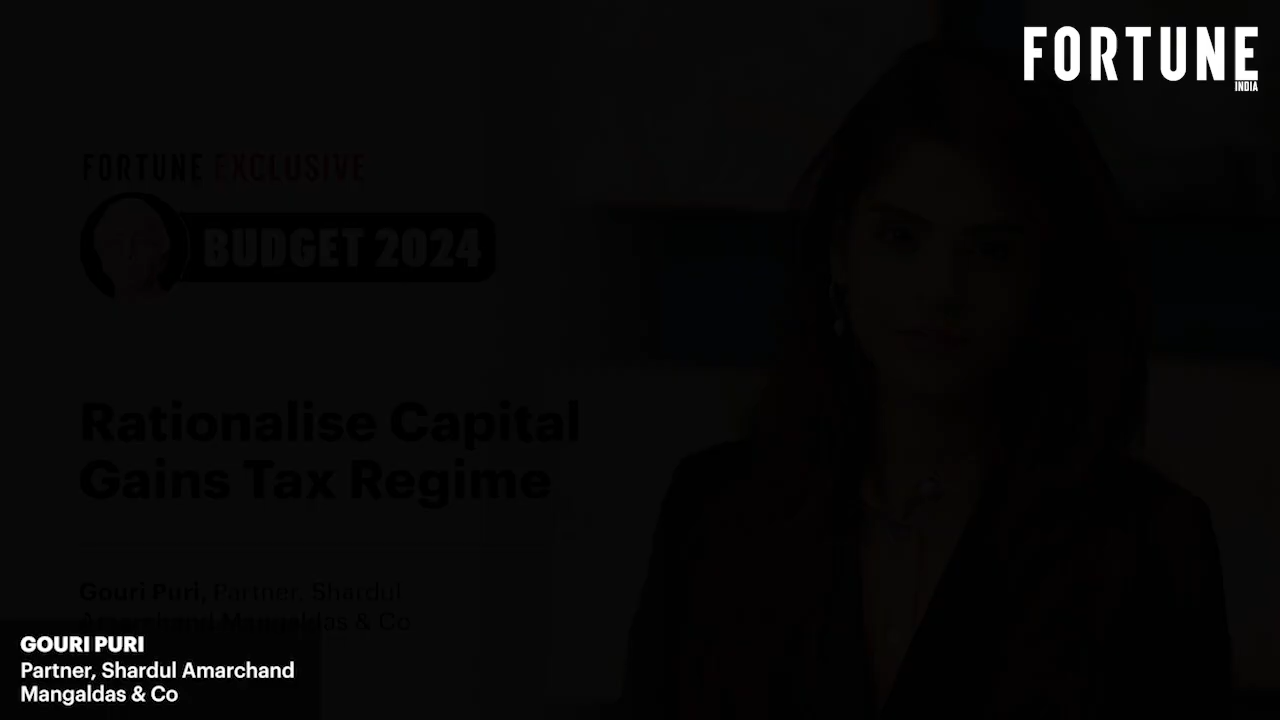 FORTUNE
INDIA
FORTUNE EXCLUSIVE
BUDGET 2024
Rationalise Capital
Gains Tax Regime
Gouri Puri, Partner, Shardul
Amarchand Mangaldas & Co
GOURI PURI
Partner, Shardul Amarchand
Mangaldas & Co